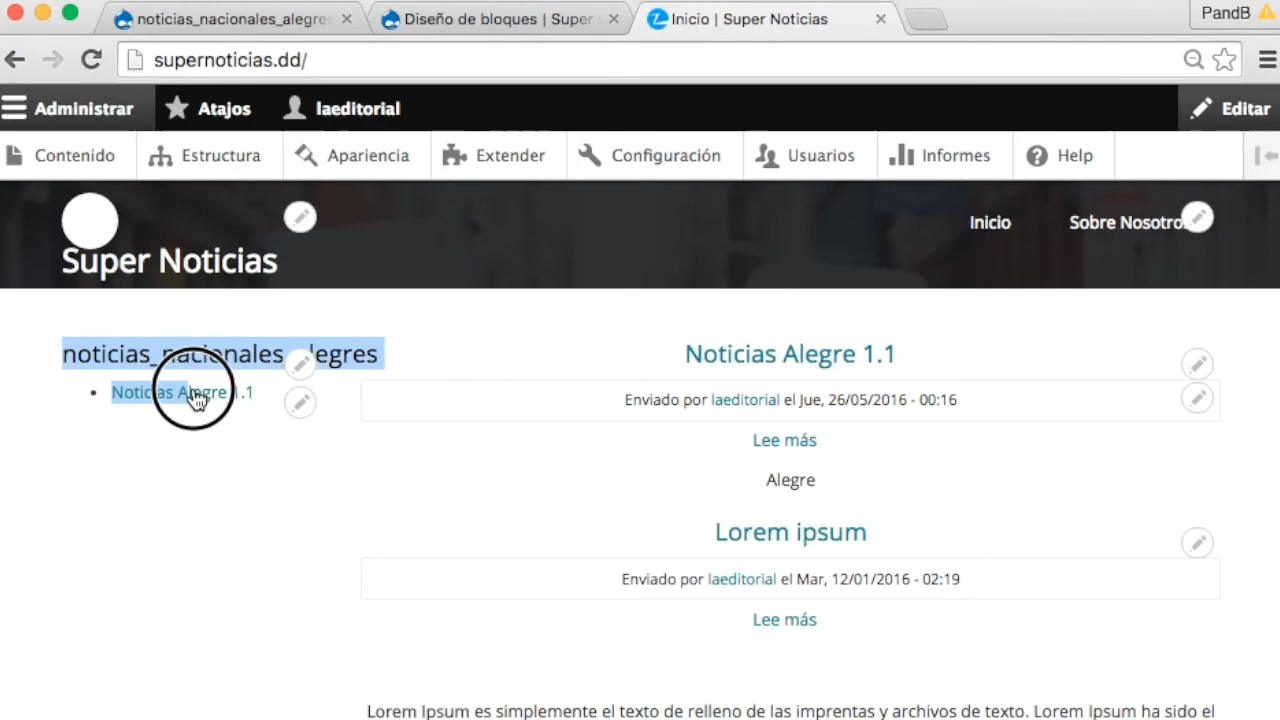 noticias_nacionales_alegres
Diseño de bloques | Super
Inicio | Super Noticias
PandB
supernoticias.dd/
Administrar
Atajos
laeditorial
Editar
Contenido
Estructura
Apariencia
Extender
Configuración
Usuarios
Informes
Help
Inicio
Sobre Nosotros
Super Noticias
noticias_nacionales_alegres
Noticias Alegre 1.1
Noticias Alegre 1.1
Enviado por laeditorial el Jue, 26/05/2016 - 00:16
Lee más
Alegre
Lorem ipsum
Enviado por laeditorial el Mar, 12/01/2016 - 02:19
Lee más
Lorem Ipsum es simplemente el texto de relleno de las imprentas y archivos de texto. Lorem Ipsum ha sido el